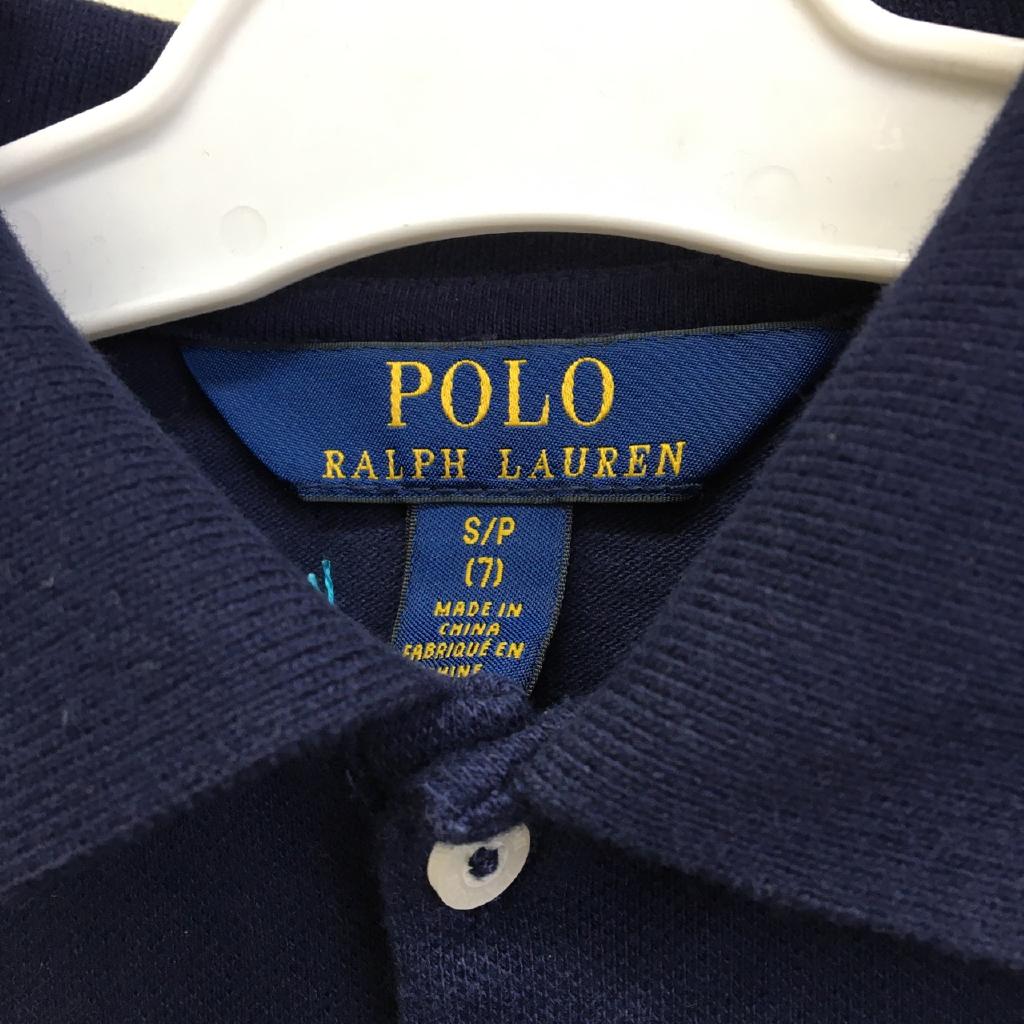 POLO
RALPH LAUREN
S/P
(7)
MADE IN
CHINA
FABRIQUÉ EN